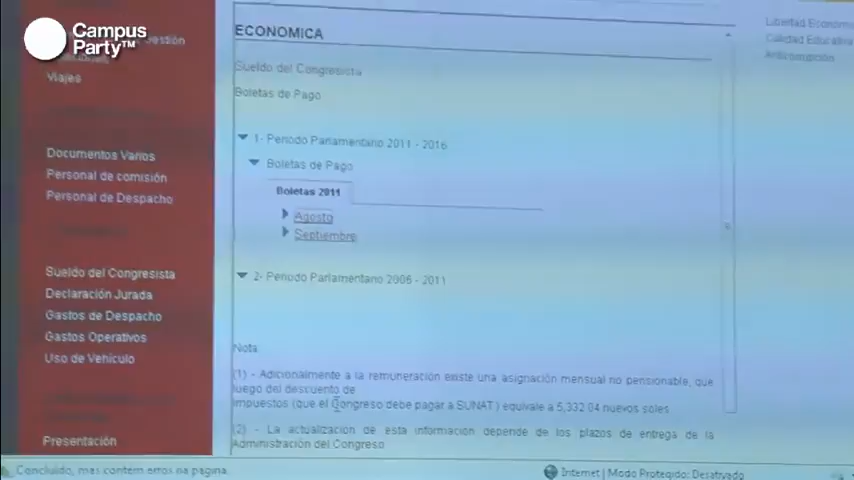 Campus
Party™
estión
Viajes
Documentos Varios
Personal de comisión
Personal de Despacho
Sueldo del Congresista
Declaración Jurada
Gastos de Despacho
Gastos Operativos
Uso de Vehículo
Presentación
ECONOMICA
Sueldo del Congresista
Boletas de Pago
1- Periodo Parlamentario 2011 - 2016
Boletas de Pago
Boletas 2011
Agosto
Septiembre
2- Periodo Parlamentario 2006 - 2011
Nota
(1) - Adicionalmente a la remuneración existe una asignación mensual no pensionable, que
luego del descuento de
impuestos (que el Congreso debe pagar a SUNAT) equivale a 5,332.04 nuevos soles
(2) - La actualización de esta información depende de los plazos de entrega de la
Administración del Congreso
Libertad Económi
Calidad Educativa
Anticorrupción
Concluído, mas contém erros na página.
Internet | Modo Protegido: Desativado